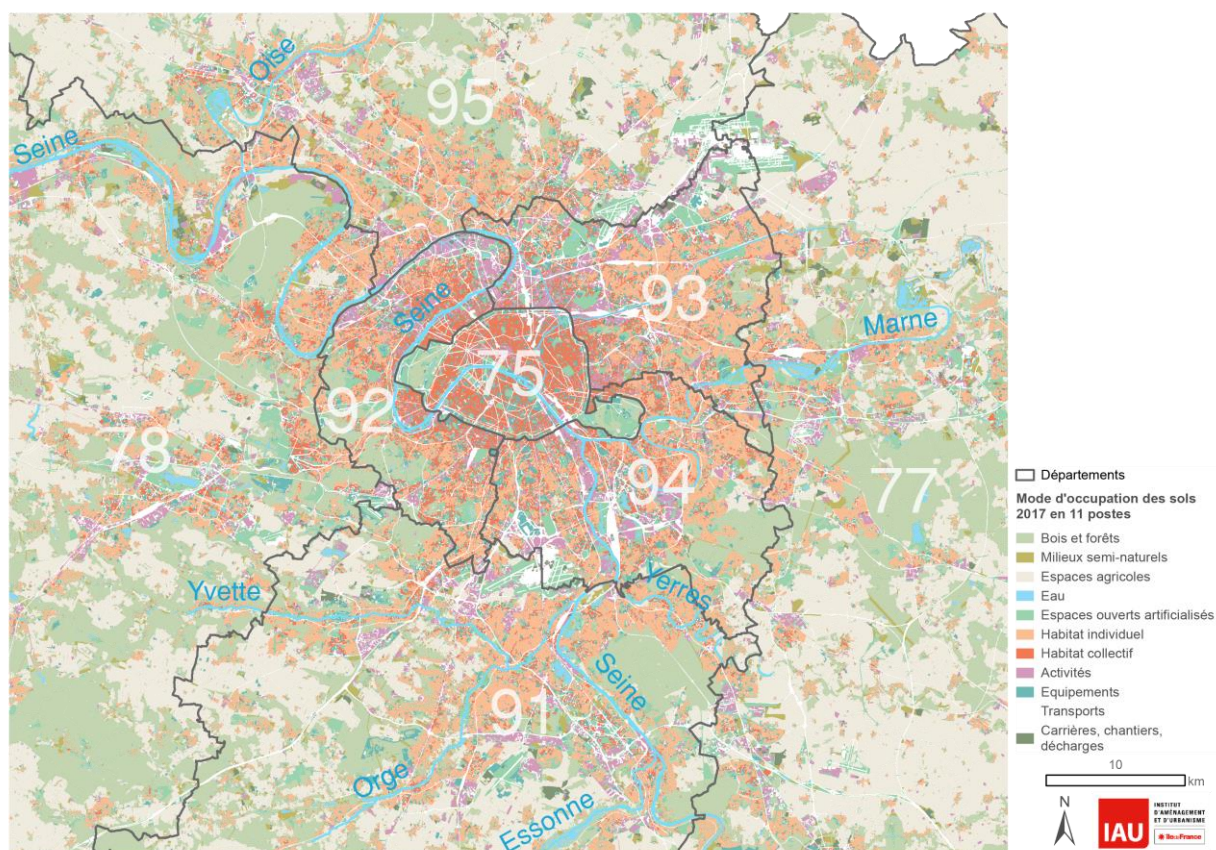 Oise
95
Seine
Seine
93
Marne
75
92
78
94
77
Yvette
Yerres
Seine
91
Orge
Essonne
Départements
Mode d'occupation des sols
2017 en 11 postes
Bois et forêts
Milieux semi-naturels
Espaces agricoles
Eau
Espaces ouverts artificialisés
Habitat individuel
Habitat collectif
Activités
Equipements
Transports
Carrières, chantiers,
décharges
10
km
N
IAU
INSTITUT
D'AMÉNAGEMENT
ET D'URBANISME
îledeFrance